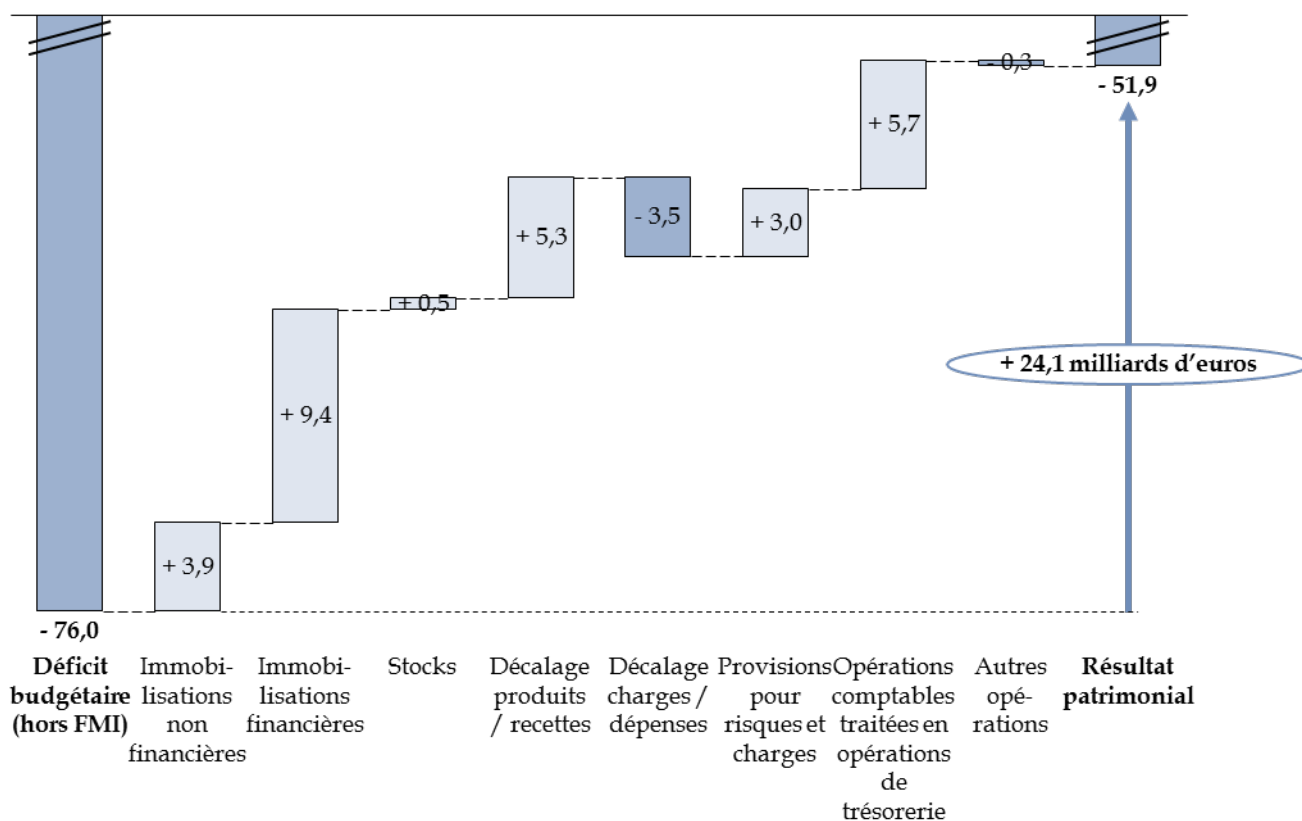 - 0,3
- 51,9
+ 5,7
- 3,5
+ 3,0
+ 5,3
+ 0,5
+ 24,1 milliards d’euros
+ 9,4
+ 3,9
- 76,0
Déficit
budgétaire
(hors FMI)
Immobi-
lisations
non
financières
Immobi-
lisations
financières
Stocks
Décalage
produits
/ recettes
Décalage
charges /
dépenses
Provisions
pour
risques et
charges
Opérations
comptables
traitées en
opérations
de
trésorerie
Autres
opé-
rations
Résultat
patrimonial